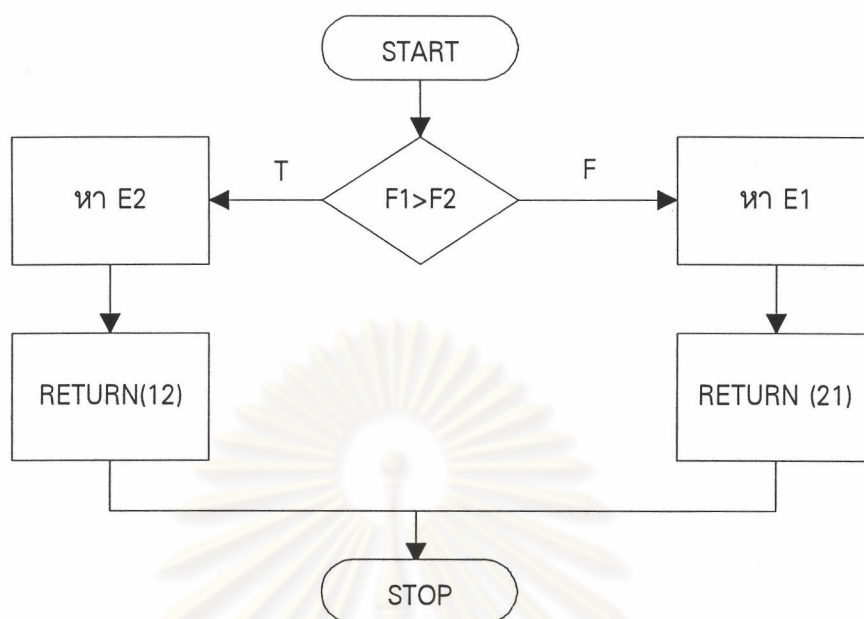 START
T
F1>F2
F
หา E2
หา E1
RETURN(12)
RETURN (21)
STOP